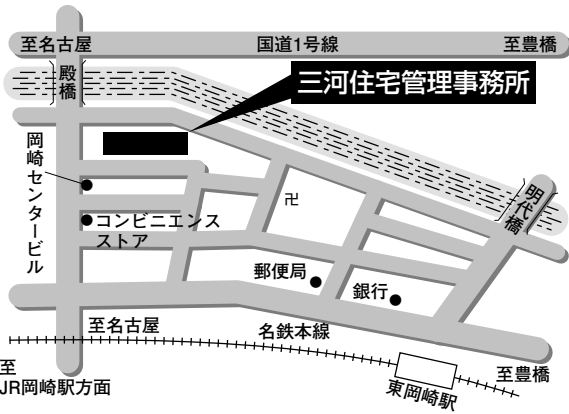 至名古屋
国道1号線
至豊橋
殿橋
三河住宅管理事務所
岡崎センタービル
明代橋
卍
コンビニエンス
ストア
郵便局
銀行
至名古屋
名鉄本線
至
JR岡崎駅方面
東岡崎駅
至豊橋